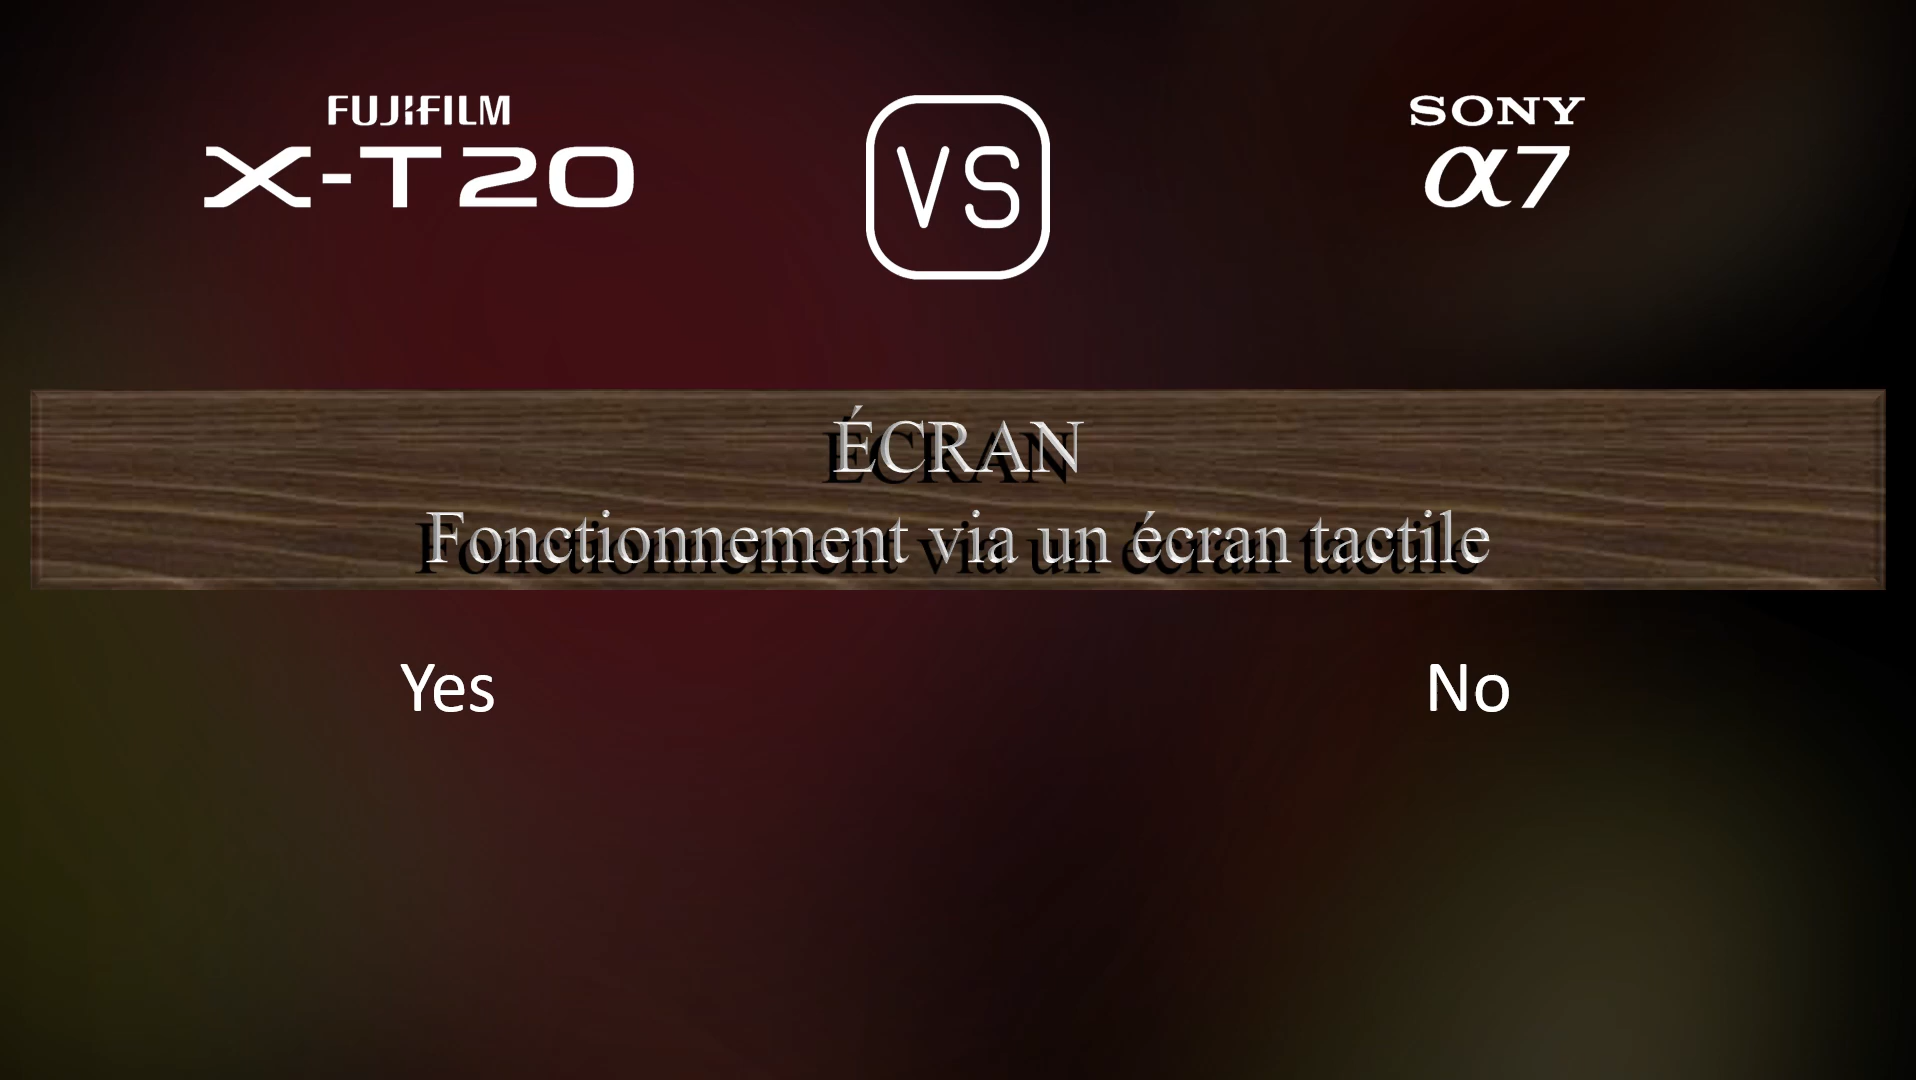 FUJIFILM
X-T20
VS
SONY
α7
ÉCRAN
Fonctionnement via un écran tactile
Yes
No